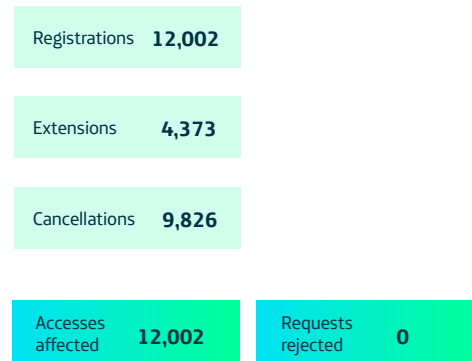 Registrations 12,002
Extensions 4,373
Cancellations 9,826
Accesses
affected 12,002
Requests
rejected 0